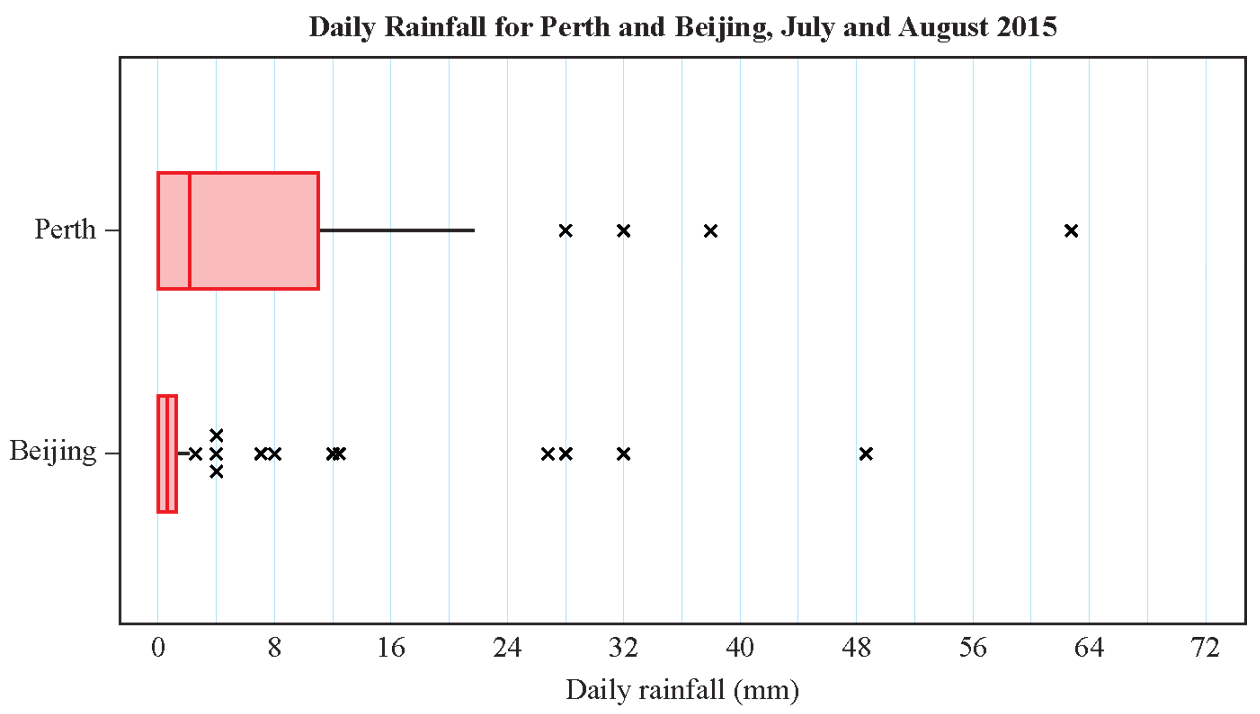 Daily Rainfall for Perth and Beijing, July and August 2015
Perth
Beijing
0 8 16 24 32 40 48 56 64 72
Daily rainfall (mm)